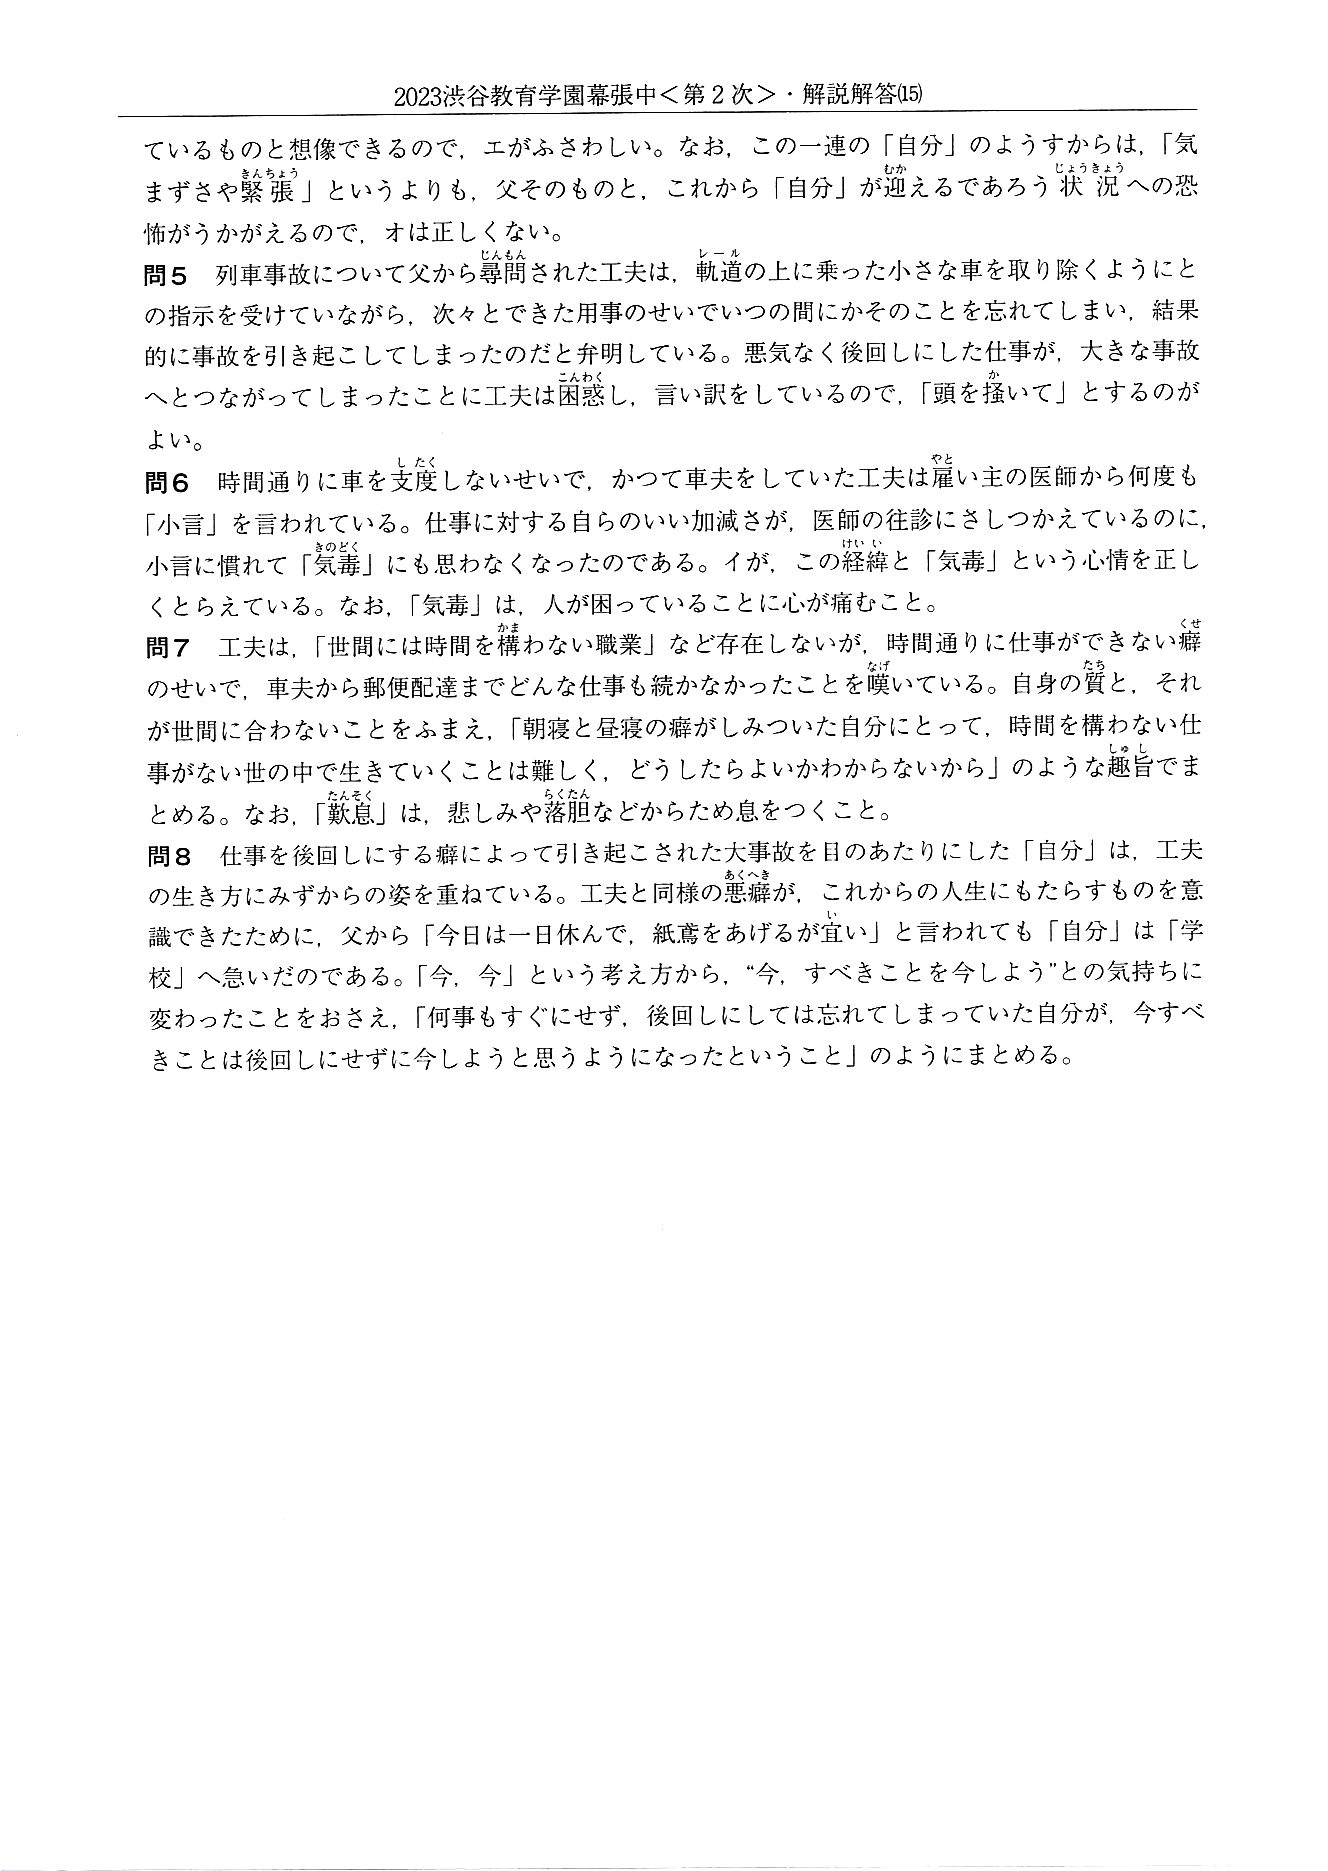 2023渋谷教育学園幕張中＜第２次＞・解説解答⒂
ているものと想像できるので，エがふさわしい。なお，この一連の「自分」のようすからは，「気
まずさや緊張」というよりも，父そのものと，これから「自分」が迎えるであろう状況への恐
怖がうかがえるので，オは正しくない。
問5　列車事故について父から尋問された工夫は，軌道の上に乗った小さな車を取り除くようにと
の指示を受けていながら，次々とできた用事のせいでいつの間にかそのことを忘れてしまい，結果
的に事故を引き起こしてしまったのだと弁明している。悪気なく後回しにした仕事が，大きな事故
へとつながってしまったことに工夫は困惑し，言い訳をしているので，「頭を掻いて」とするのが
よい。
問6　時間通りに車を支度しないせいで，かつて車夫をしていた工夫は雇い主の医師から何度も
「小言」を言われている。仕事に対する自らのいい加減さが，医師の往診にさしつかえているのに，
小言に慣れて「気毒」にも思わなくなったのである。イが，この経緯と「気毒」という心情を正し
くとらえている。なお，「気毒」は，人が困っていることに心が痛むこと。
問7　工夫は，「世間には時間を構わない職業」など存在しないが，時間通りに仕事ができない癖
のせいで，車夫から郵便配達までどんな仕事も続かなかったことを嘆いている。自身の質と，それ
が世間に合わないことをふまえ，「朝寝と昼寝の癖がしみついた自分にとって，時間を構わない仕
事がない世の中で生きていくことは難しく，どうしたらよいかわからないから」のような趣旨でま
とめる。なお，「歎息」は，悲しみや落胆などからため息をつくこと。
問8　仕事を後回しにする癖によって引き起こされた大事故を目のあたりにした「自分」は，工夫
の生き方にみずからの姿を重ねている。工夫と同様の悪癖が，これからの人生にもたらすものを意
識できたために，父から「今日は一日休んで，紙鳶をあげるが宜い」と言われても「自分」は「学
校」へ急いだのである。「今，今」という考え方から，“今，すべきことを今しよう”との気持ちに
変わったことをおさえ，「何事もすぐにせず，後回しにしては忘れてしまっていた自分が，今すべ
きことは後回しにせずに今しようと思うようになったということ」のようにまとめる。